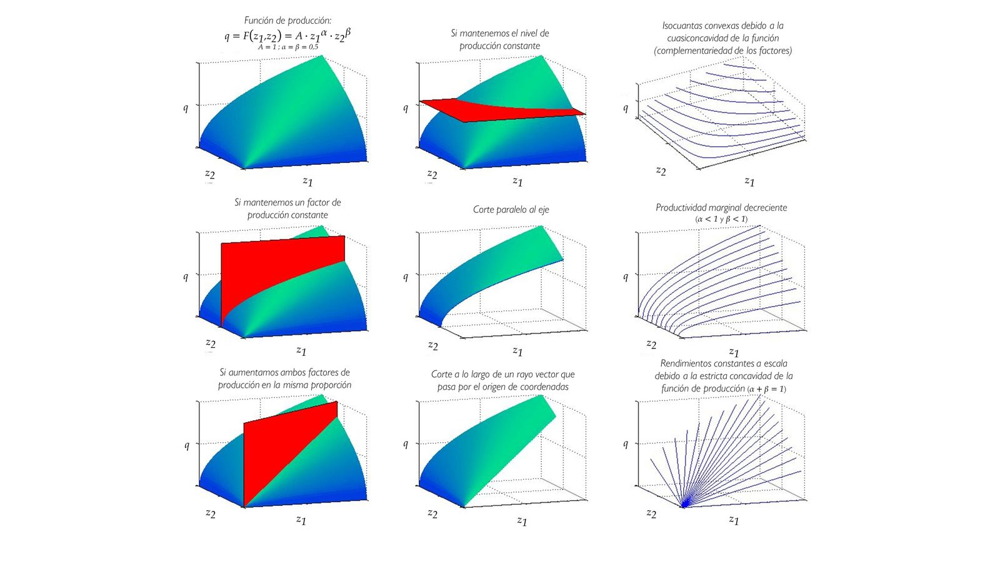 Función de producción:
q = F(z1,z2) = A · z1^α · z2^β
A = 1 ; α = β = 0,5
q
z2
z1
Si mantenemos el nivel de
producción constante
q
z2
z1
Isocuantas convexas debido a la
cuasiconcavidad de la función
(complementariedad de los factores)
q
z2
z1
Si mantenemos un factor de
producción constante
q
z2
z1
Corte paralelo al eje
q
z2
z1
Productividad marginal decreciente
(α < 1 y β < 1)
q
z2
z1
Si aumentamos ambos factores de
producción en la misma proporción
q
z2
z1
Corte a lo largo de un rayo vector que
pasa por el origen de coordenadas
q
z2
z1
Rendimientos constantes a escala
debido a la estricta concavidad de la
función de producción (α + β = 1)
q
z2
z1